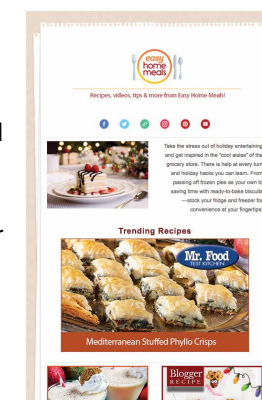 easy
home
meals
Recipes, videos, tips & more from Easy Home Meals!
Take the stress out of holiday entertaining
and get inspired in the "cool aisles" of the
grocery store. There is help at every turn
and holiday hacks you can learn. From
passing off frozen pies as your own to
saving time with ready-to-bake biscuits
—stock your fridge and freezer for
convenience at your fingertips!
Trending Recipes
Mr. Food
TEST KITCHEN
Mediterranean Stuffed Phyllo Crisps
Blogger
RECIPE